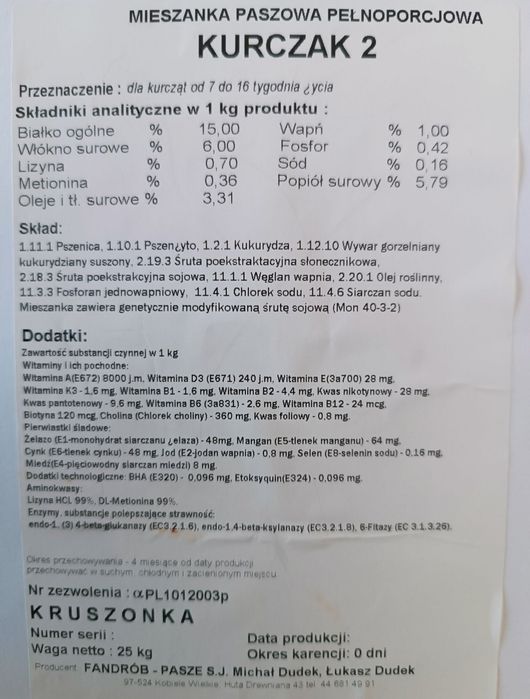 MIESZANKA PASZOWA PEŁNOPORCJOWA
KURCZAK 2
Przeznaczenie : dla kurcząt od 7 do 16 tygodnia ¿ycia
Składniki analityczne w 1 kg produktu :
Białko ogólne % 15,00 Wapń % 1,00
Włókno surowe % 6,00 Fosfor % 0,42
Lizyna % 0,70 Sód % 0,16
Metionina % 0,36 Popiół surowy % 5,79
Oleje i tł. surowe % 3,31
Skład:
1.11.1 Pszenica, 1.10.1 Pszen¿yto, 1.2.1 Kukurydza, 1.12.10 Wywar gorzelniany
kukurydziany suszony, 2.19.3 Śruta poekstraktacyjna słonecznikowa,
2.18.3 Śruta poekstrakcyjna sojowa, 11.1.1 Węglan wapnia, 2.20.1 Olej roślinny,
11.3.3 Fosforan jednowapniowy, 11.4.1 Chlorek sodu, 11.4.6 Siarczan sodu.
Mieszanka zawiera genetycznie modyfikowaną śrutę sojową (Mon 40-3-2)
Dodatki:
Zawartość substancji czynnej w 1 kg
Witaminy i ich pochodne:
Witamina A(E672) 8000 j.m, Witamina D3 (E671) 240 j.m, Witamina E(3a700) 28 mg,
Witamina K3 - 1,6 mg, Witamina B1 - 1,6 mg, Witamina B2 - 4,4 mg, Kwas nikotynowy - 28 mg,
Kwas pantotenowy - 9,6 mg, Witamina B6 (3a831) - 2,6 mg, Witamina B12 - 24 mcg,
Biotyna 120 mcg, Cholina (Chlorek choliny) - 360 mg, Kwas foliowy - 0,8 mg.
Pierwiastki śladowe:
Żelazo (E1-monohydrat siarczanu ¿elaza) - 48mg, Mangan (E5-tlenek manganu) - 64 mg,
Cynk (E6-tlenek cynku) - 48 mg, Jod (E2-jodan wapnia) - 0,8 mg, Selen (E8-selenin sodu) - 0,16 mg,
Miedź(E4-pięciowodny siarczan miedzi) 8 mg.
Dodatki technologiczne: BHA (E320) - 0,096 mg, Etoksyquin(E324) - 0,096 mg.
Aminokwasy:
Lizyna HCL 99%, DL-Metionina 99%.
Enzymy, substancje polepszające strawność:
endo-1, (3) 4-beta-glukanazy (EC3.2.1.6), endo-1,4-beta-ksylanazy (EC3.2.1.8), 6-Fitazy (EC 3.1.3.26).
Okres przechowywania - 4 miesiące od daty produkcji
przechowywać w suchym, chłodnym i zacienionym miejscu
Nr zezwolenia : αPL1012003p
KRUSZONKA
Numer serii :
Data produkcji:
Waga netto : 25 kg Okres karencji: 0 dni
Producent FANDRÓB - PASZE S.J. Michał Dudek, Łukasz Dudek
97-524 Kobiele Wielkie, Huta Drewniana 43 tel 44 681 49 91